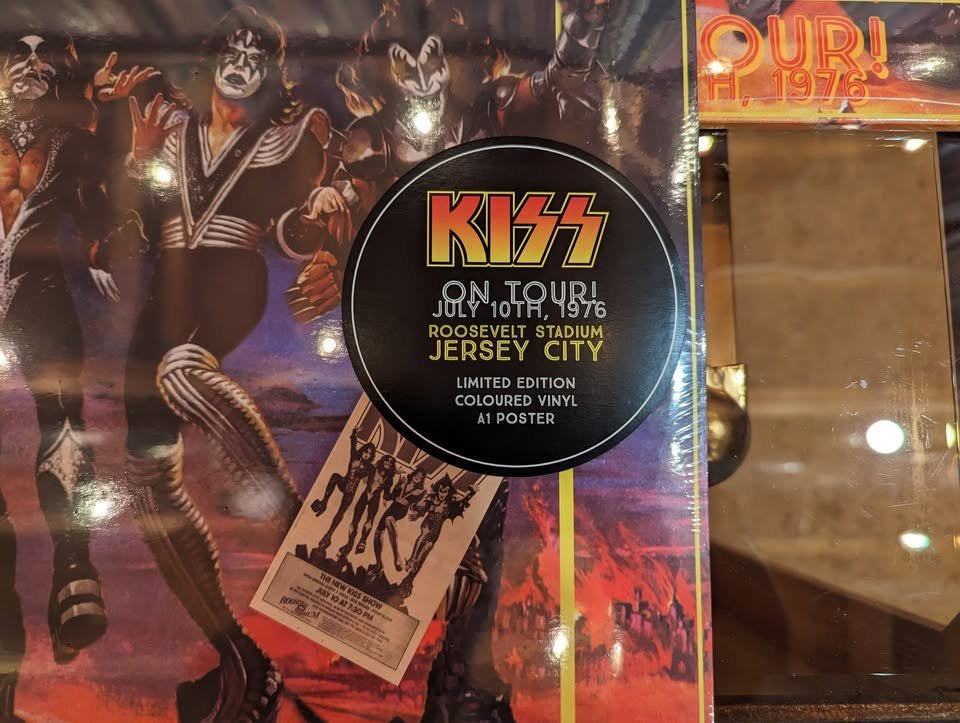 OUR!
H, 1976
KISS
ON TOUR!
JULY 10TH, 1976
ROOSEVELT STADIUM
JERSEY CITY
LIMITED EDITION
COLOURED VINYL
A1 POSTER
THE NEW KISS SHOW
JULY 10 AT 7:30 PM